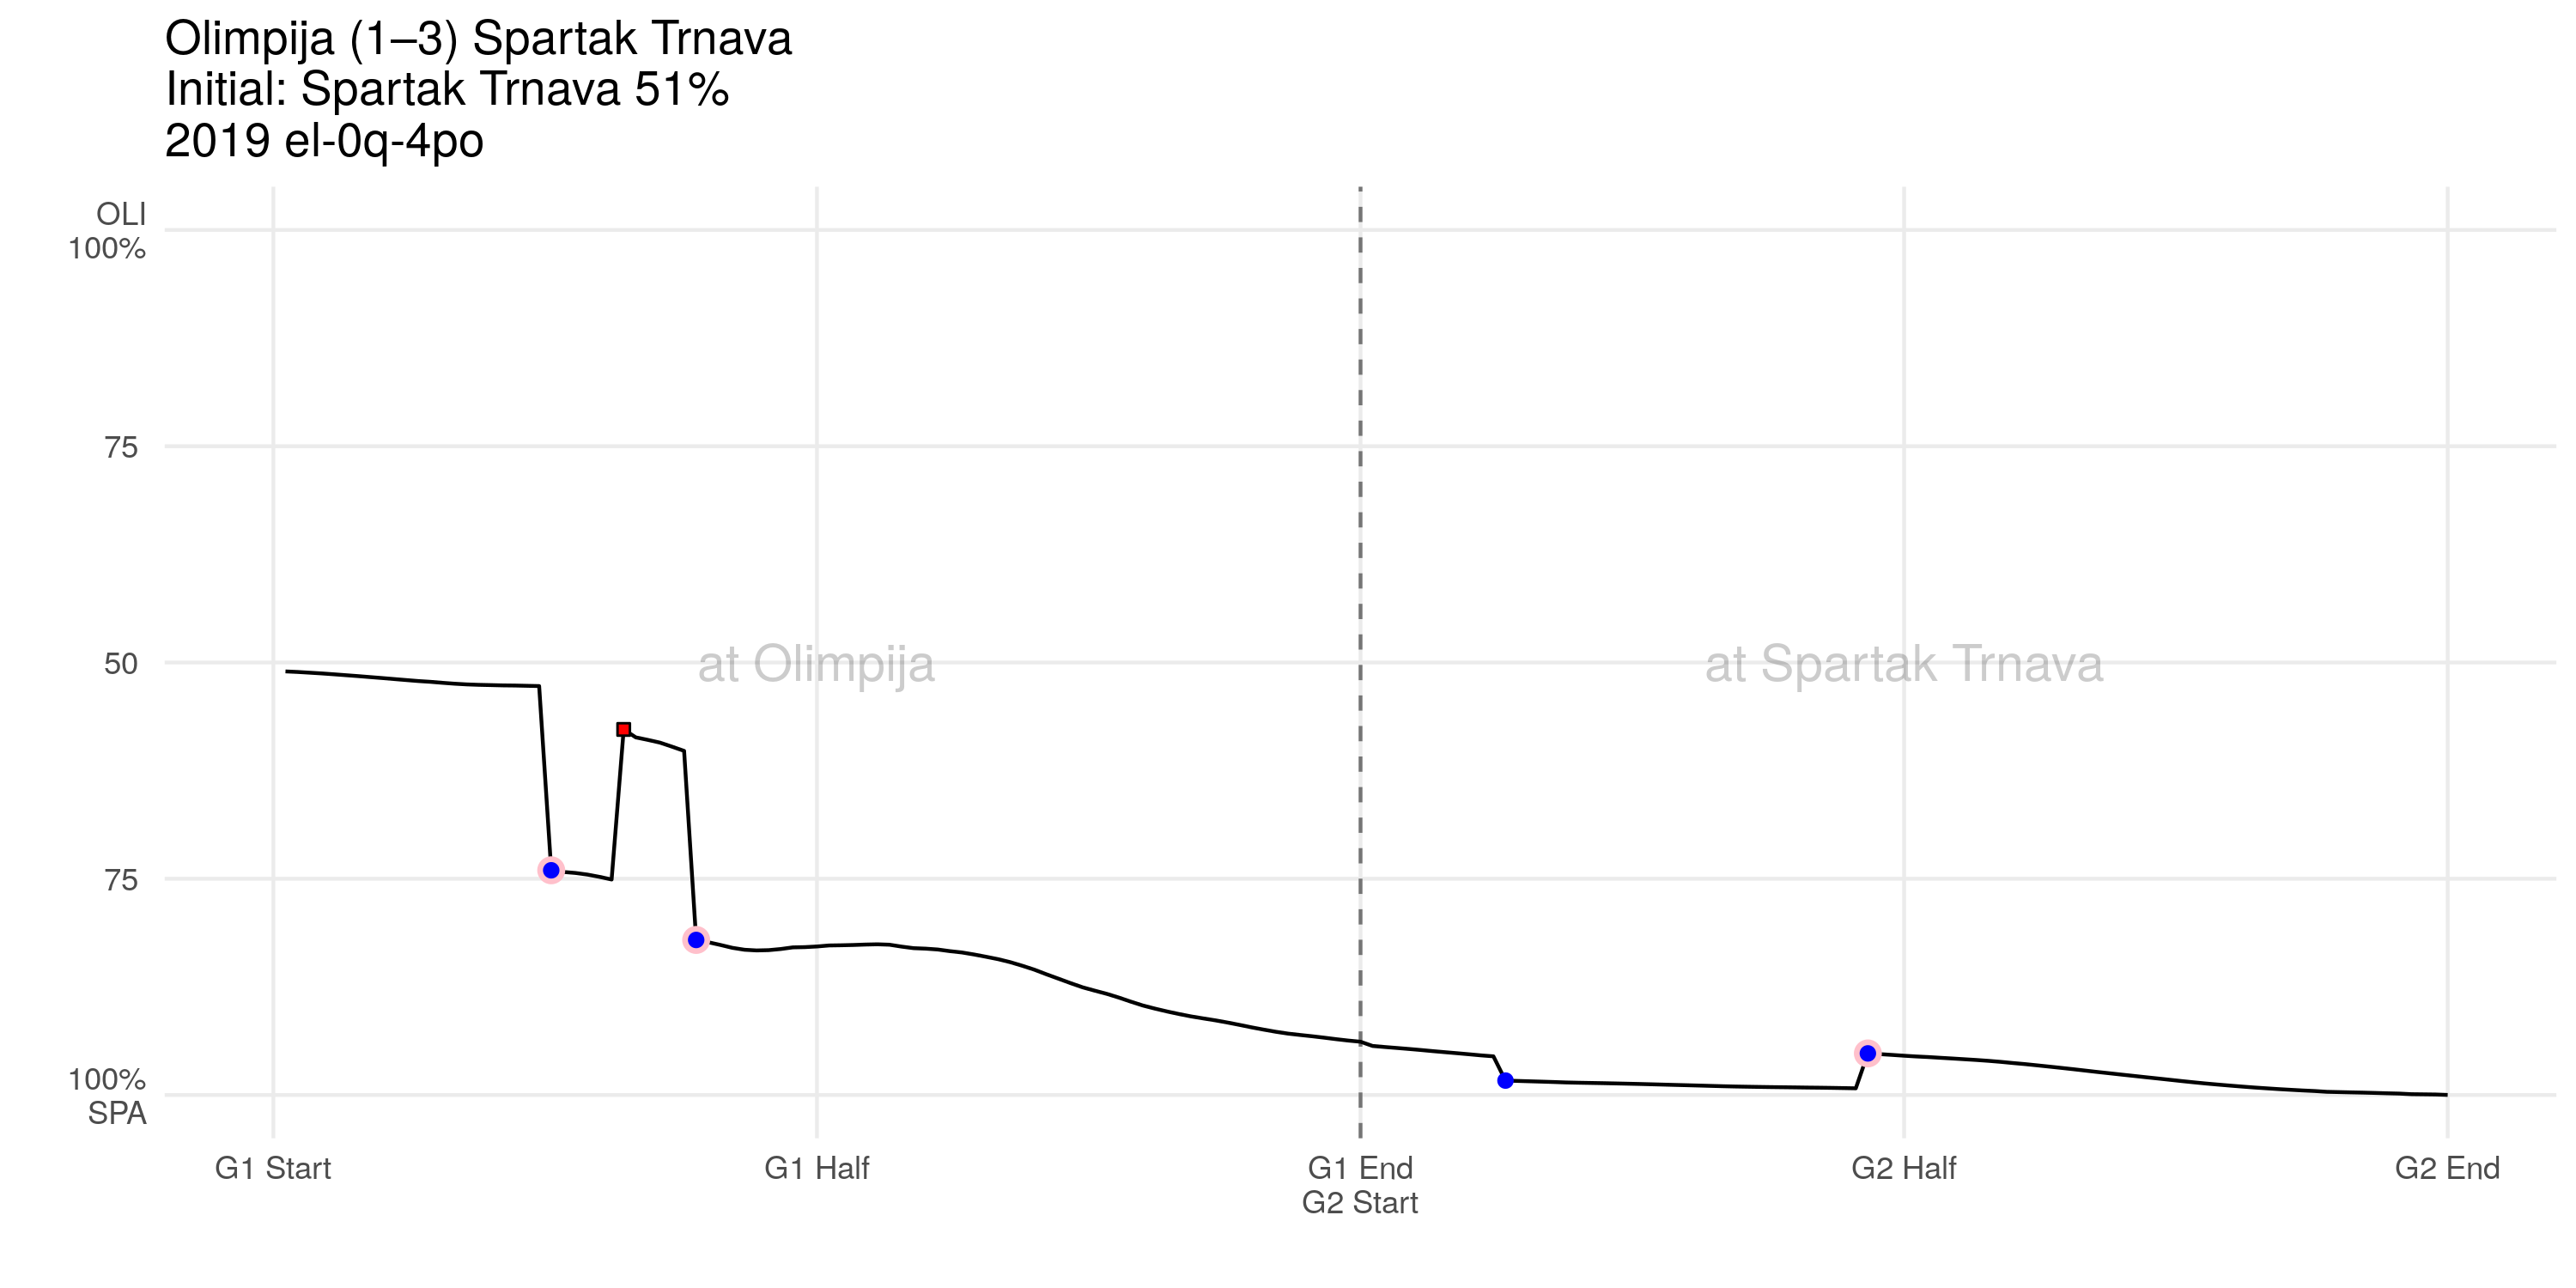 Olimpija (1–3) Spartak Trnava
Initial: Spartak Trnava 51%
2019 el-0q-4po
OLI
100%
75
50
at Olimpija
at Spartak Trnava
75
100%
SPA
G1 Start
G1 Half
G1 End
G2 Start
G2 Half
G2 End